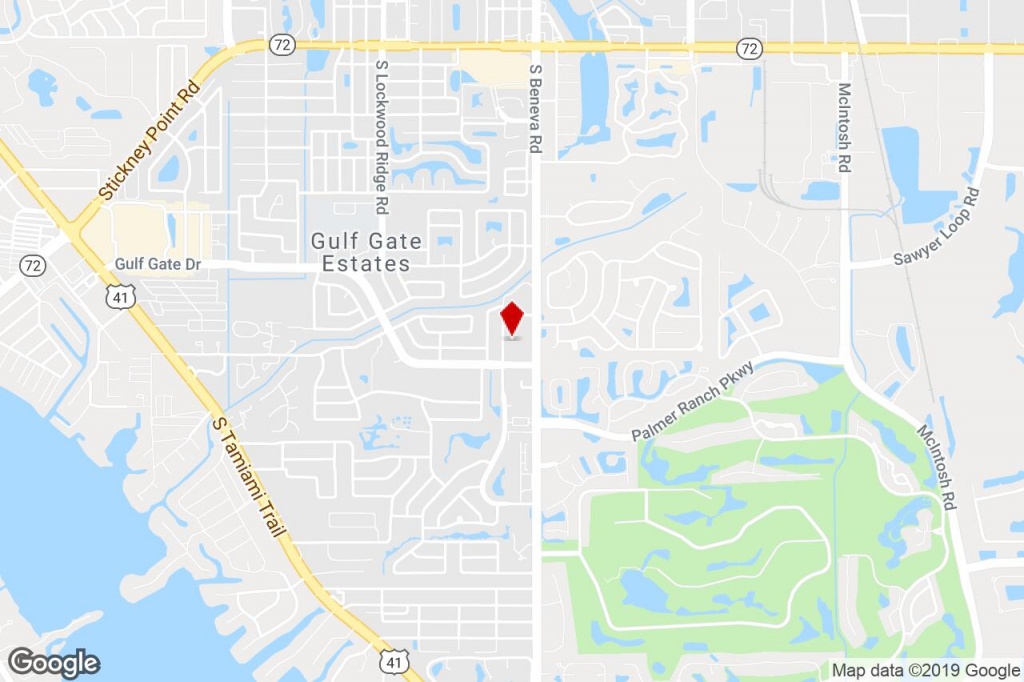 72
72
Stickney Point Rd
S Lockwood Ridge Rd
S Beneva Rd
McIntosh Rd
Sawyer Loop Rd
Gulf Gate
Estates
Gulf Gate Dr
72
41
Palmer Ranch Pkwy
S Tamiami Trail
McIntosh Rd
41
Google
Map data ©2019 Google